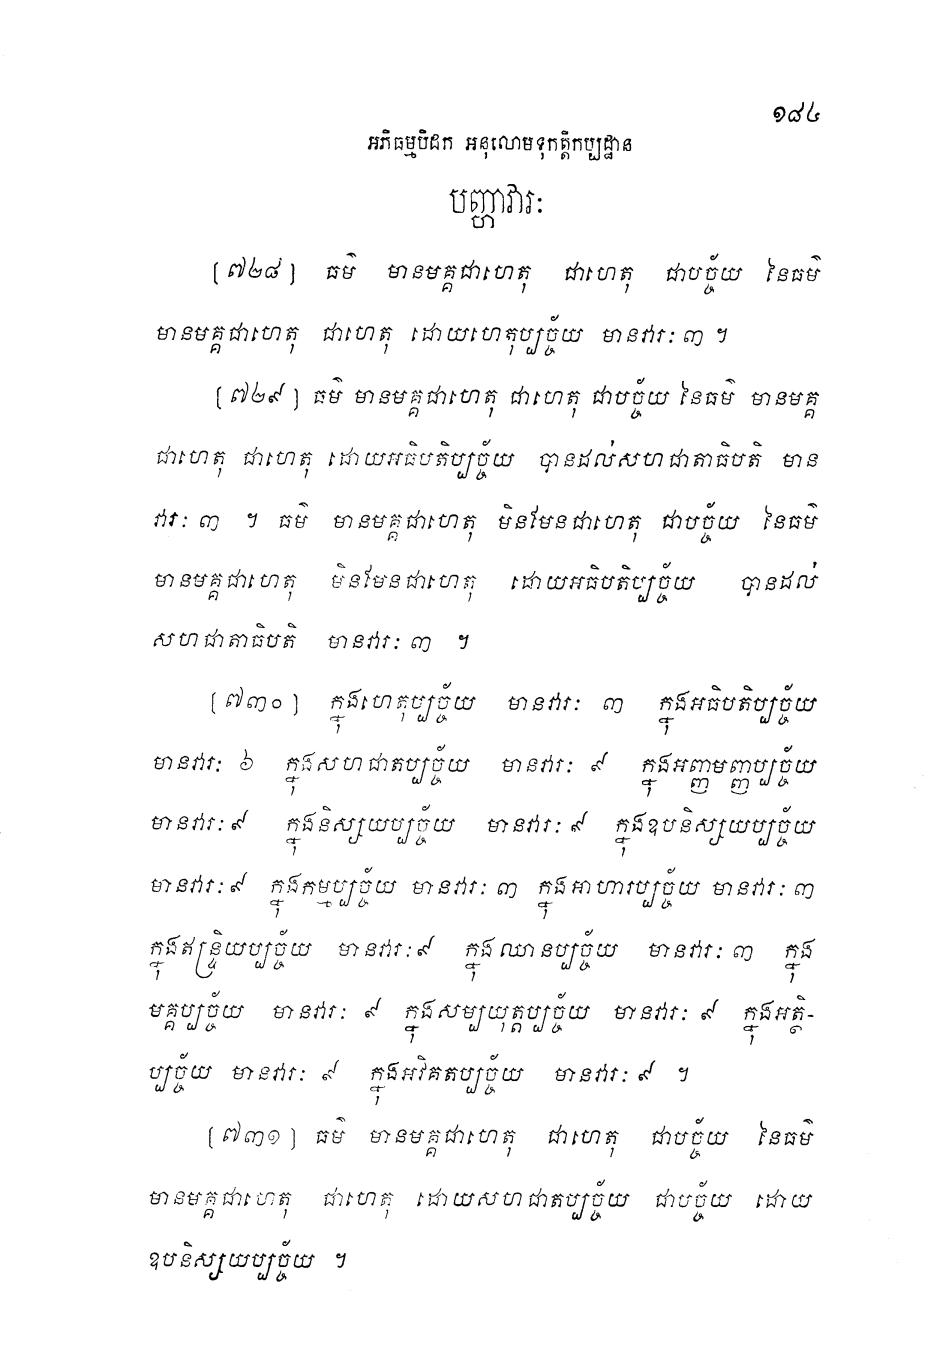 ១៨៤
អភិធម្មបិដក អនុលោមទុកត្តិកប្បដ្ឋាន
បញ្ហាវារៈ
[៧២៨] ធម៌ មានមគ្គជាហេតុ ជាហេតុ ជាបច្ច័យ នៃធម៌
មានមគ្គជាហេតុ ជាហេតុ ដោយហេតុប្បច្ច័យ មានវារៈ ៣ ។
[៧២៩] ធម៌ មានមគ្គជាហេតុ ជាហេតុ ជាបច្ច័យ នៃធម៌ មានមគ្គ
ជាហេតុ ជាហេតុ ដោយអធិបតិប្បច្ច័យ បានដល់សហជាតាធិបតិ មាន
វារៈ ៣ ។ ធម៌ មានមគ្គជាហេតុ មិនមែនជាហេតុ ជាបច្ច័យ នៃធម៌
មានមគ្គជាហេតុ មិនមែនជាហេតុ ដោយអធិបតិប្បច្ច័យ បានដល់
សហជាតាធិបតិ មានវារៈ ៣ ។
[៧៣០] ក្នុងហេតុប្បច្ច័យ មានវារៈ ៣ ក្នុងអធិបតិប្បច្ច័យ
មានវារៈ ៦ ក្នុងសហជាតប្បច្ច័យ មានវារៈ ៩ ក្នុងអញ្ញមញ្ញប្បច្ច័យ
មានវារៈ ៩ ក្នុងនិស្សយប្បច្ច័យ មានវារៈ ៩ ក្នុងឧបនិស្សយប្បច្ច័យ
មានវារៈ ៩ ក្នុងកម្មប្បច្ច័យ មានវារៈ ៣ ក្នុងអាហារប្បច្ច័យ មានវារៈ ៣
ក្នុងឥន្ទ្រិយប្បច្ច័យ មានវារៈ ៩ ក្នុងឈានប្បច្ច័យ មានវារៈ ៣ ក្នុង
មគ្គប្បច្ច័យ មានវារៈ ៩ ក្នុងសម្បយុត្តប្បច្ច័យ មានវារៈ ៩ ក្នុងអត្ថិ-
ប្បច្ច័យ មានវារៈ ៩ ក្នុងអវិគតប្បច្ច័យ មានវារៈ ៩ ។
[៧៣១] ធម៌ មានមគ្គជាហេតុ ជាហេតុ ជាបច្ច័យ នៃធម៌
មានមគ្គជាហេតុ ជាហេតុ ដោយសហជាតប្បច្ច័យ ជាបច្ច័យ ដោយ
ឧបនិស្សយប្បច្ច័យ ។